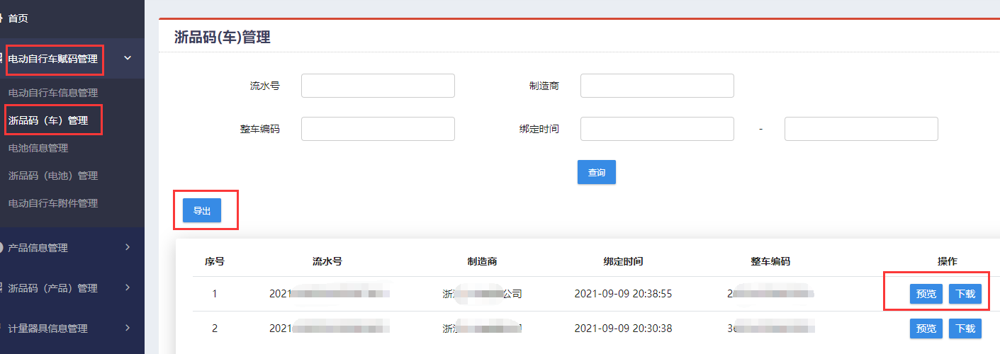 首页
电动自行车赋码管理
电动自行车信息管理
浙品码（车）管理
电池信息管理
浙品码（电池）管理
电动自行车附件管理
产品信息管理
浙品码（产品）管理
计量器具信息管理
浙品码(车)管理
流水号 制造商
整车编码 绑定时间 -
查询
导出
序号 流水号 制造商 绑定时间 整车编码 操作
1 2021 浙 公司 2021-09-09 20:38:55 2 预览 下载
2 2021 浙 2021-09-09 20:30:38 3 预览 下载